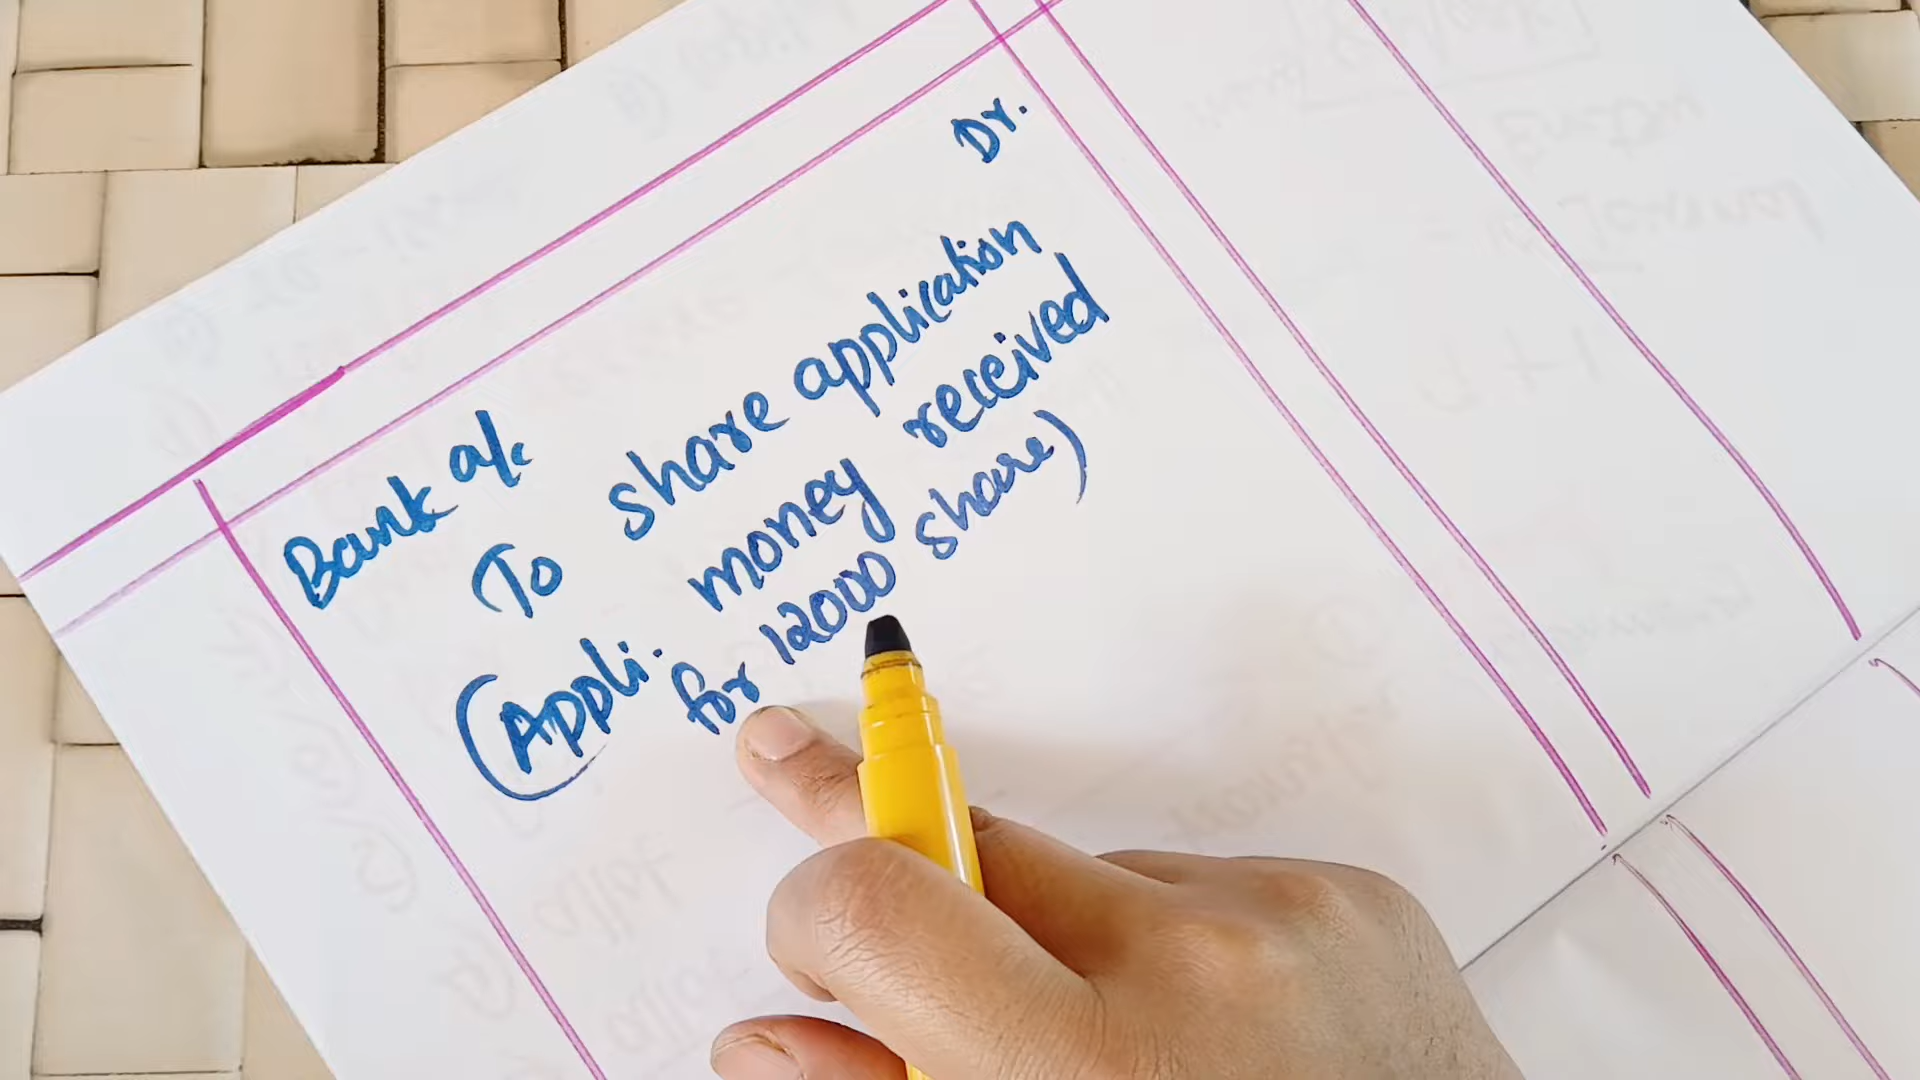 Bank a/c Dr.
To share application
(Appli. money received
for 12000 share)